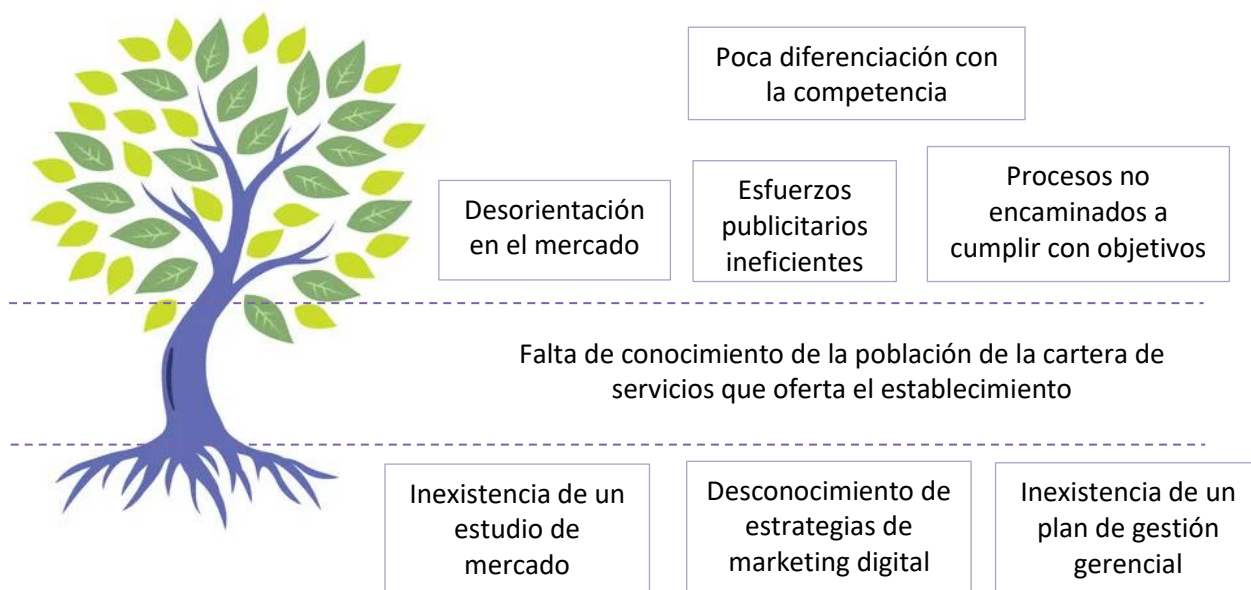 Poca diferenciación con
la competencia
Desorientación
en el mercado
Esfuerzos
publicitarios
ineficientes
Procesos no
encaminados a
cumplir con objetivos
Falta de conocimiento de la población de la cartera de
servicios que oferta el establecimiento
Inexistencia de un
estudio de
mercado
Desconocimiento de
estrategias de
marketing digital
Inexistencia de un
plan de gestión
gerencial